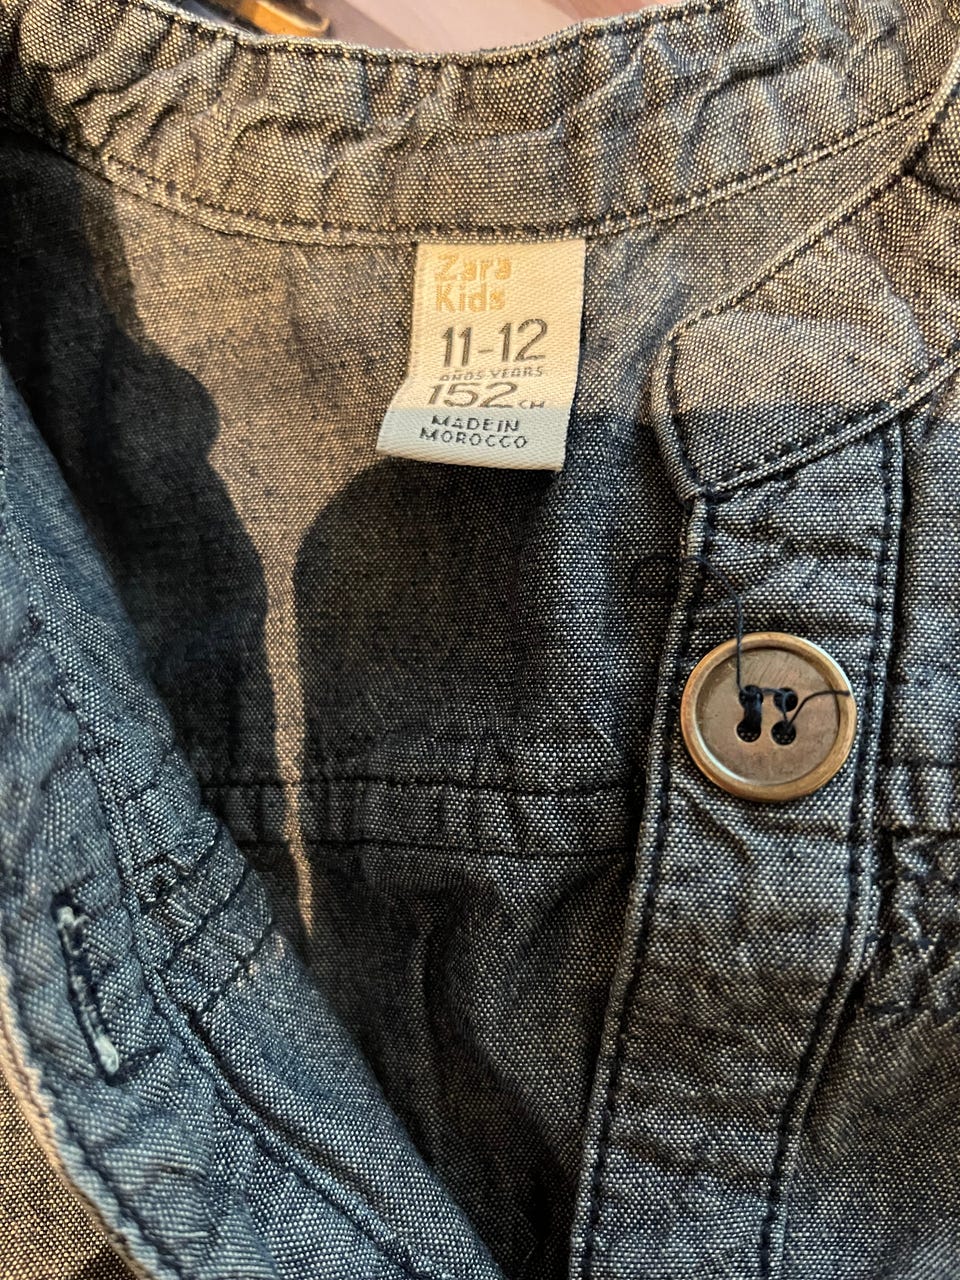 Zara
Kids
11-12
AÑOS-YEARS
152CM
MADE IN
MOROCCO